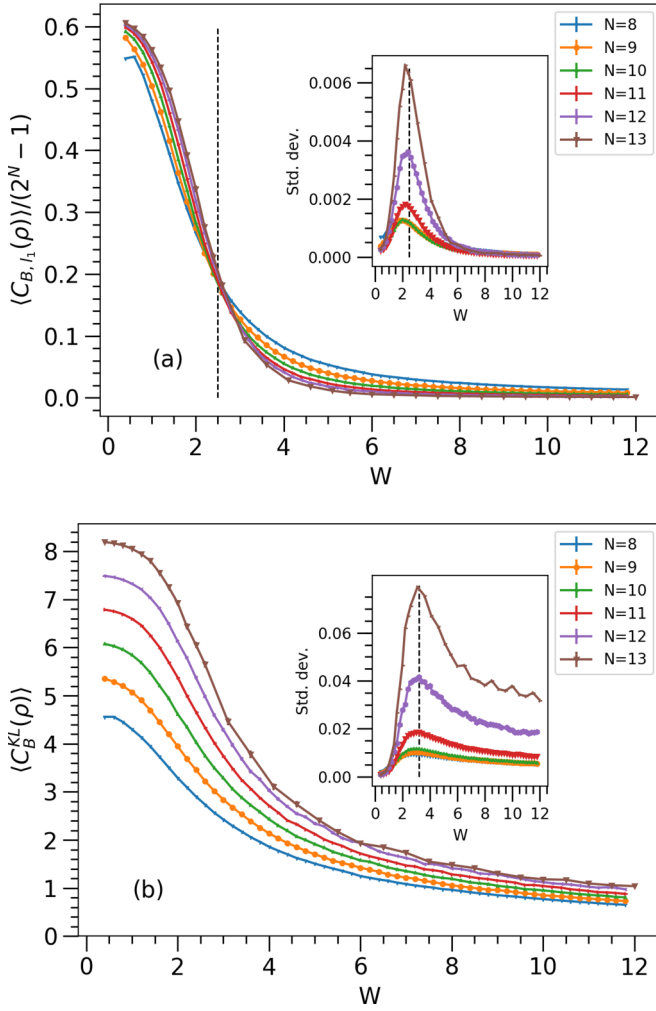 0.6
0.5
0.4
0.3
0.2
0.1
0.0
⟨C_{B, l_1}(ρ)⟩/(2^N − 1)
(a)
0 2 4 6 8 10 12
W
0.006
0.004
0.002
0.000
Std. dev.
0 2 4 6 8 10 12
W
N=8
N=9
N=10
N=11
N=12
N=13
8
7
6
5
4
3
2
1
0
⟨C_B^{KL}(ρ)⟩
(b)
0 2 4 6 8 10 12
W
0.06
0.04
0.02
0.00
Std. dev.
0 2 4 6 8 10 12
W
N=8
N=9
N=10
N=11
N=12
N=13